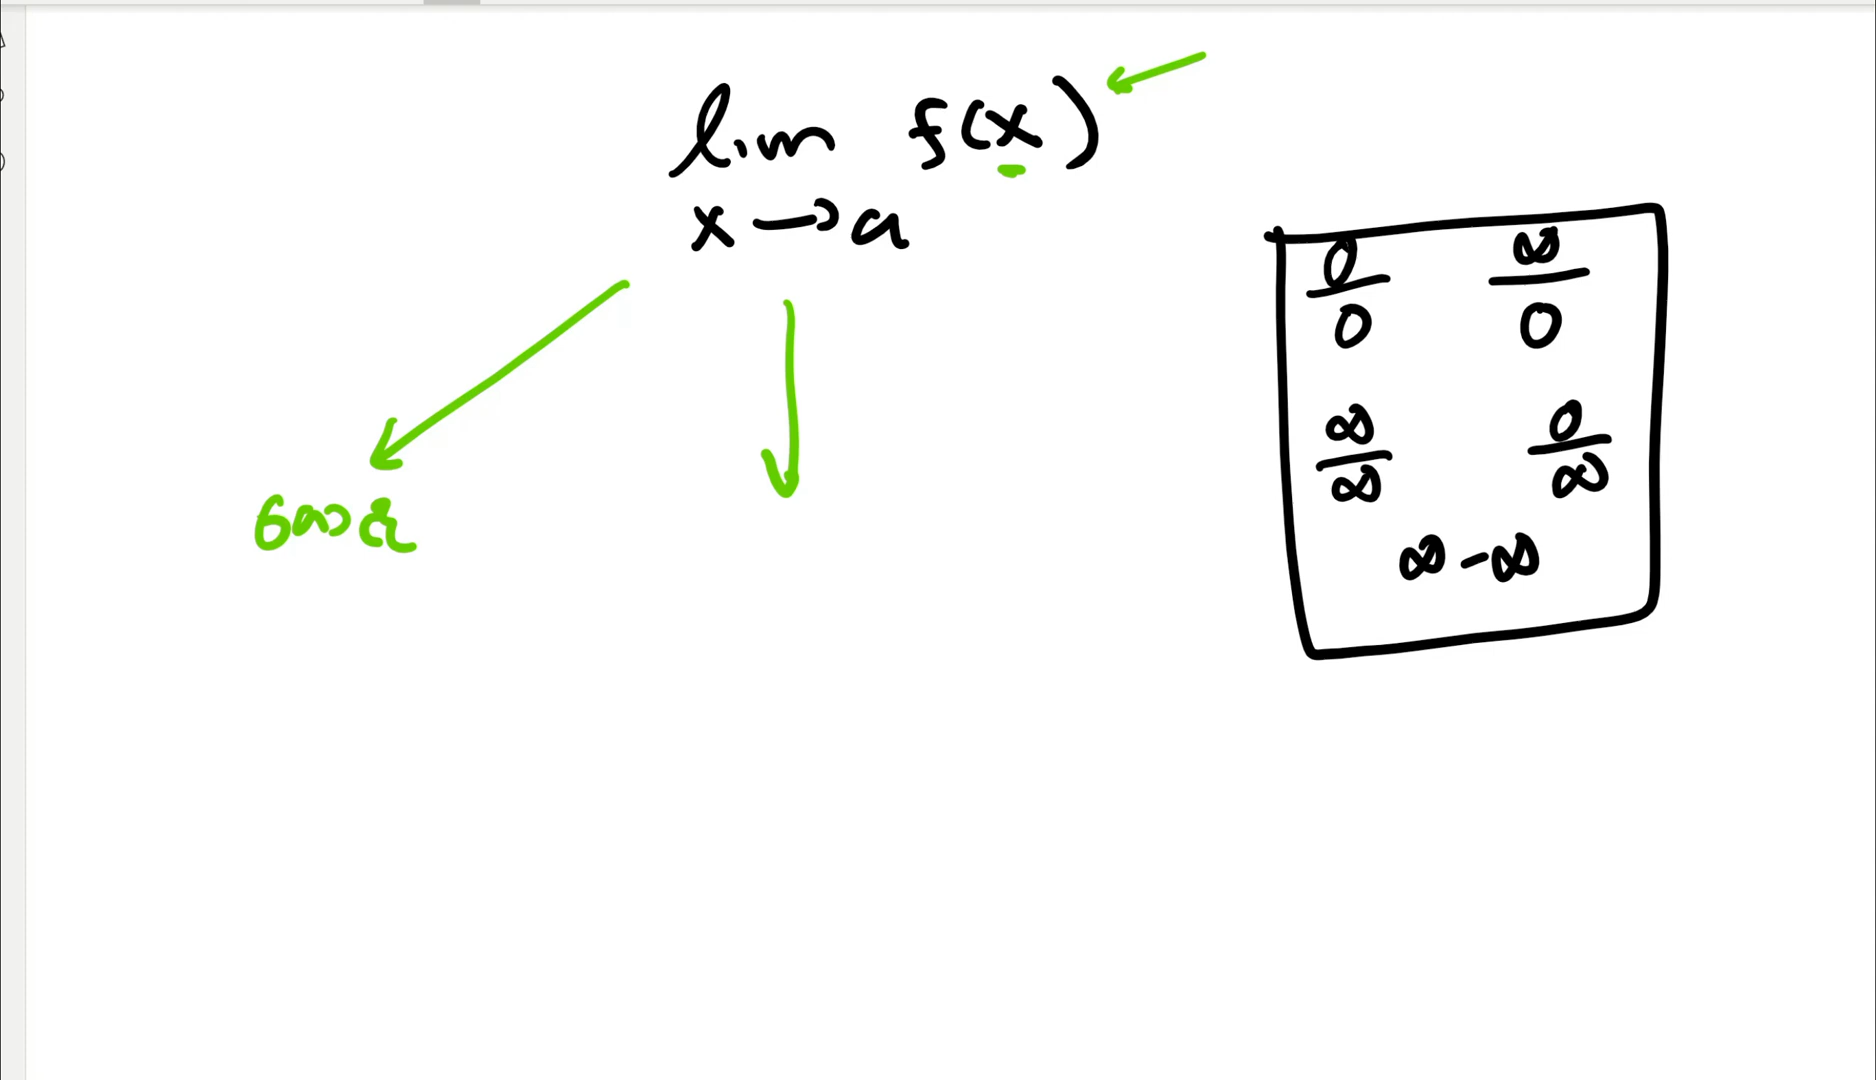 lim f(x)
x→a
0/0 ∞/0
∞/∞ 0/∞
∞-∞